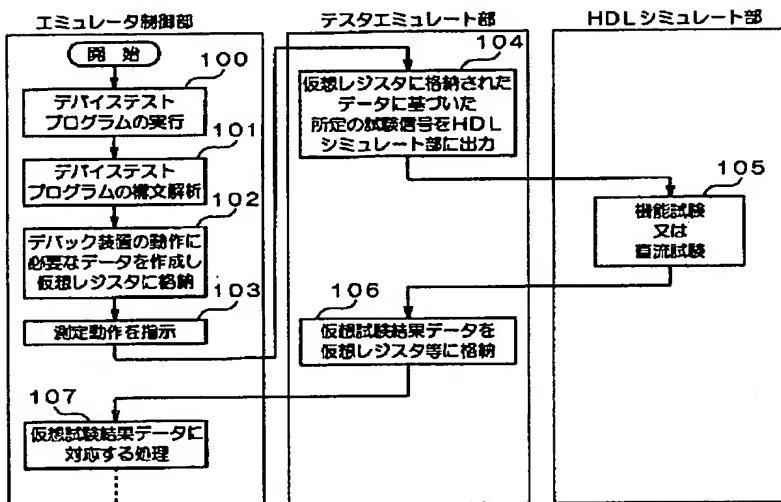 エミュレータ制御部
テスタエミュレート部
HDLシミュレート部
開 始
100
デバイステスト
プログラムの実行
101
デバイステスト
プログラムの構文解析
102
デバック装置の動作に
必要なデータを作成し
仮想レジスタに格納
103
測定動作を指示
104
仮想レジスタに格納された
データに基づいた
所定の試験信号をHDL
シミュレート部に出力
105
機能試験
又は
直流試験
106
仮想試験結果データを
仮想レジスタ等に格納
107
仮想試験結果データに
対応する処理